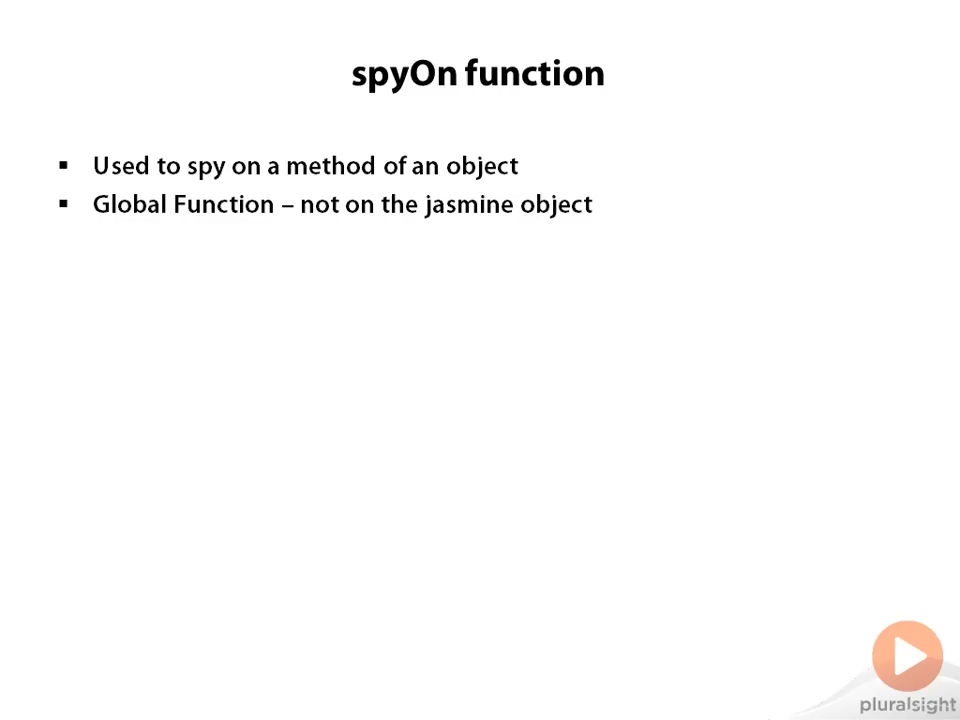 spyOn function
▪ Used to spy on a method of an object
▪ Global Function – not on the jasmine object
pluralsight